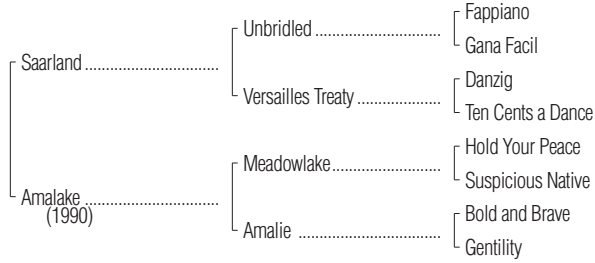 Fappiano
Unbridled ........................
Gana Facil
Saarland ..............................
Danzig
Versailles Treaty ................
Ten Cents a Dance
Hold Your Peace
Meadowlake.....................
Suspicious Native
Amalake ..............................
(1990)
Bold and Brave
Amalie ...........................
Gentility